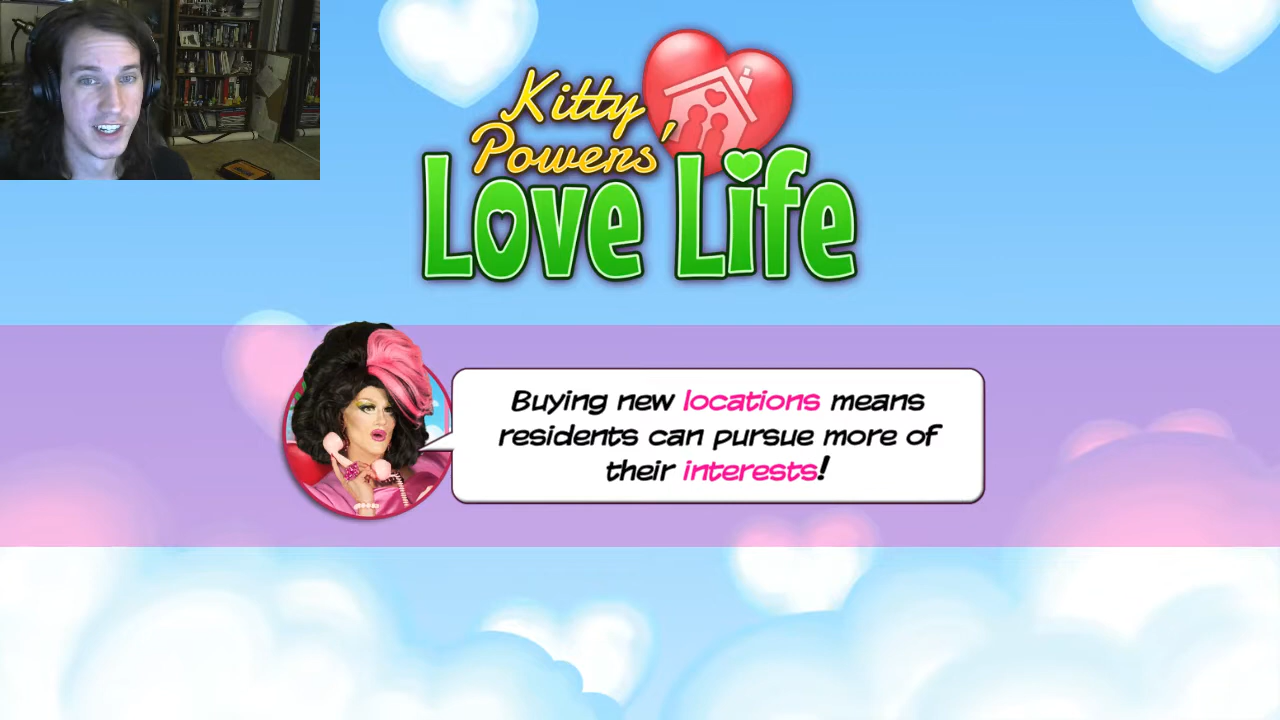 Kitty
Powers'
Love Life
Buying new locations means
residents can pursue more of
their interests!